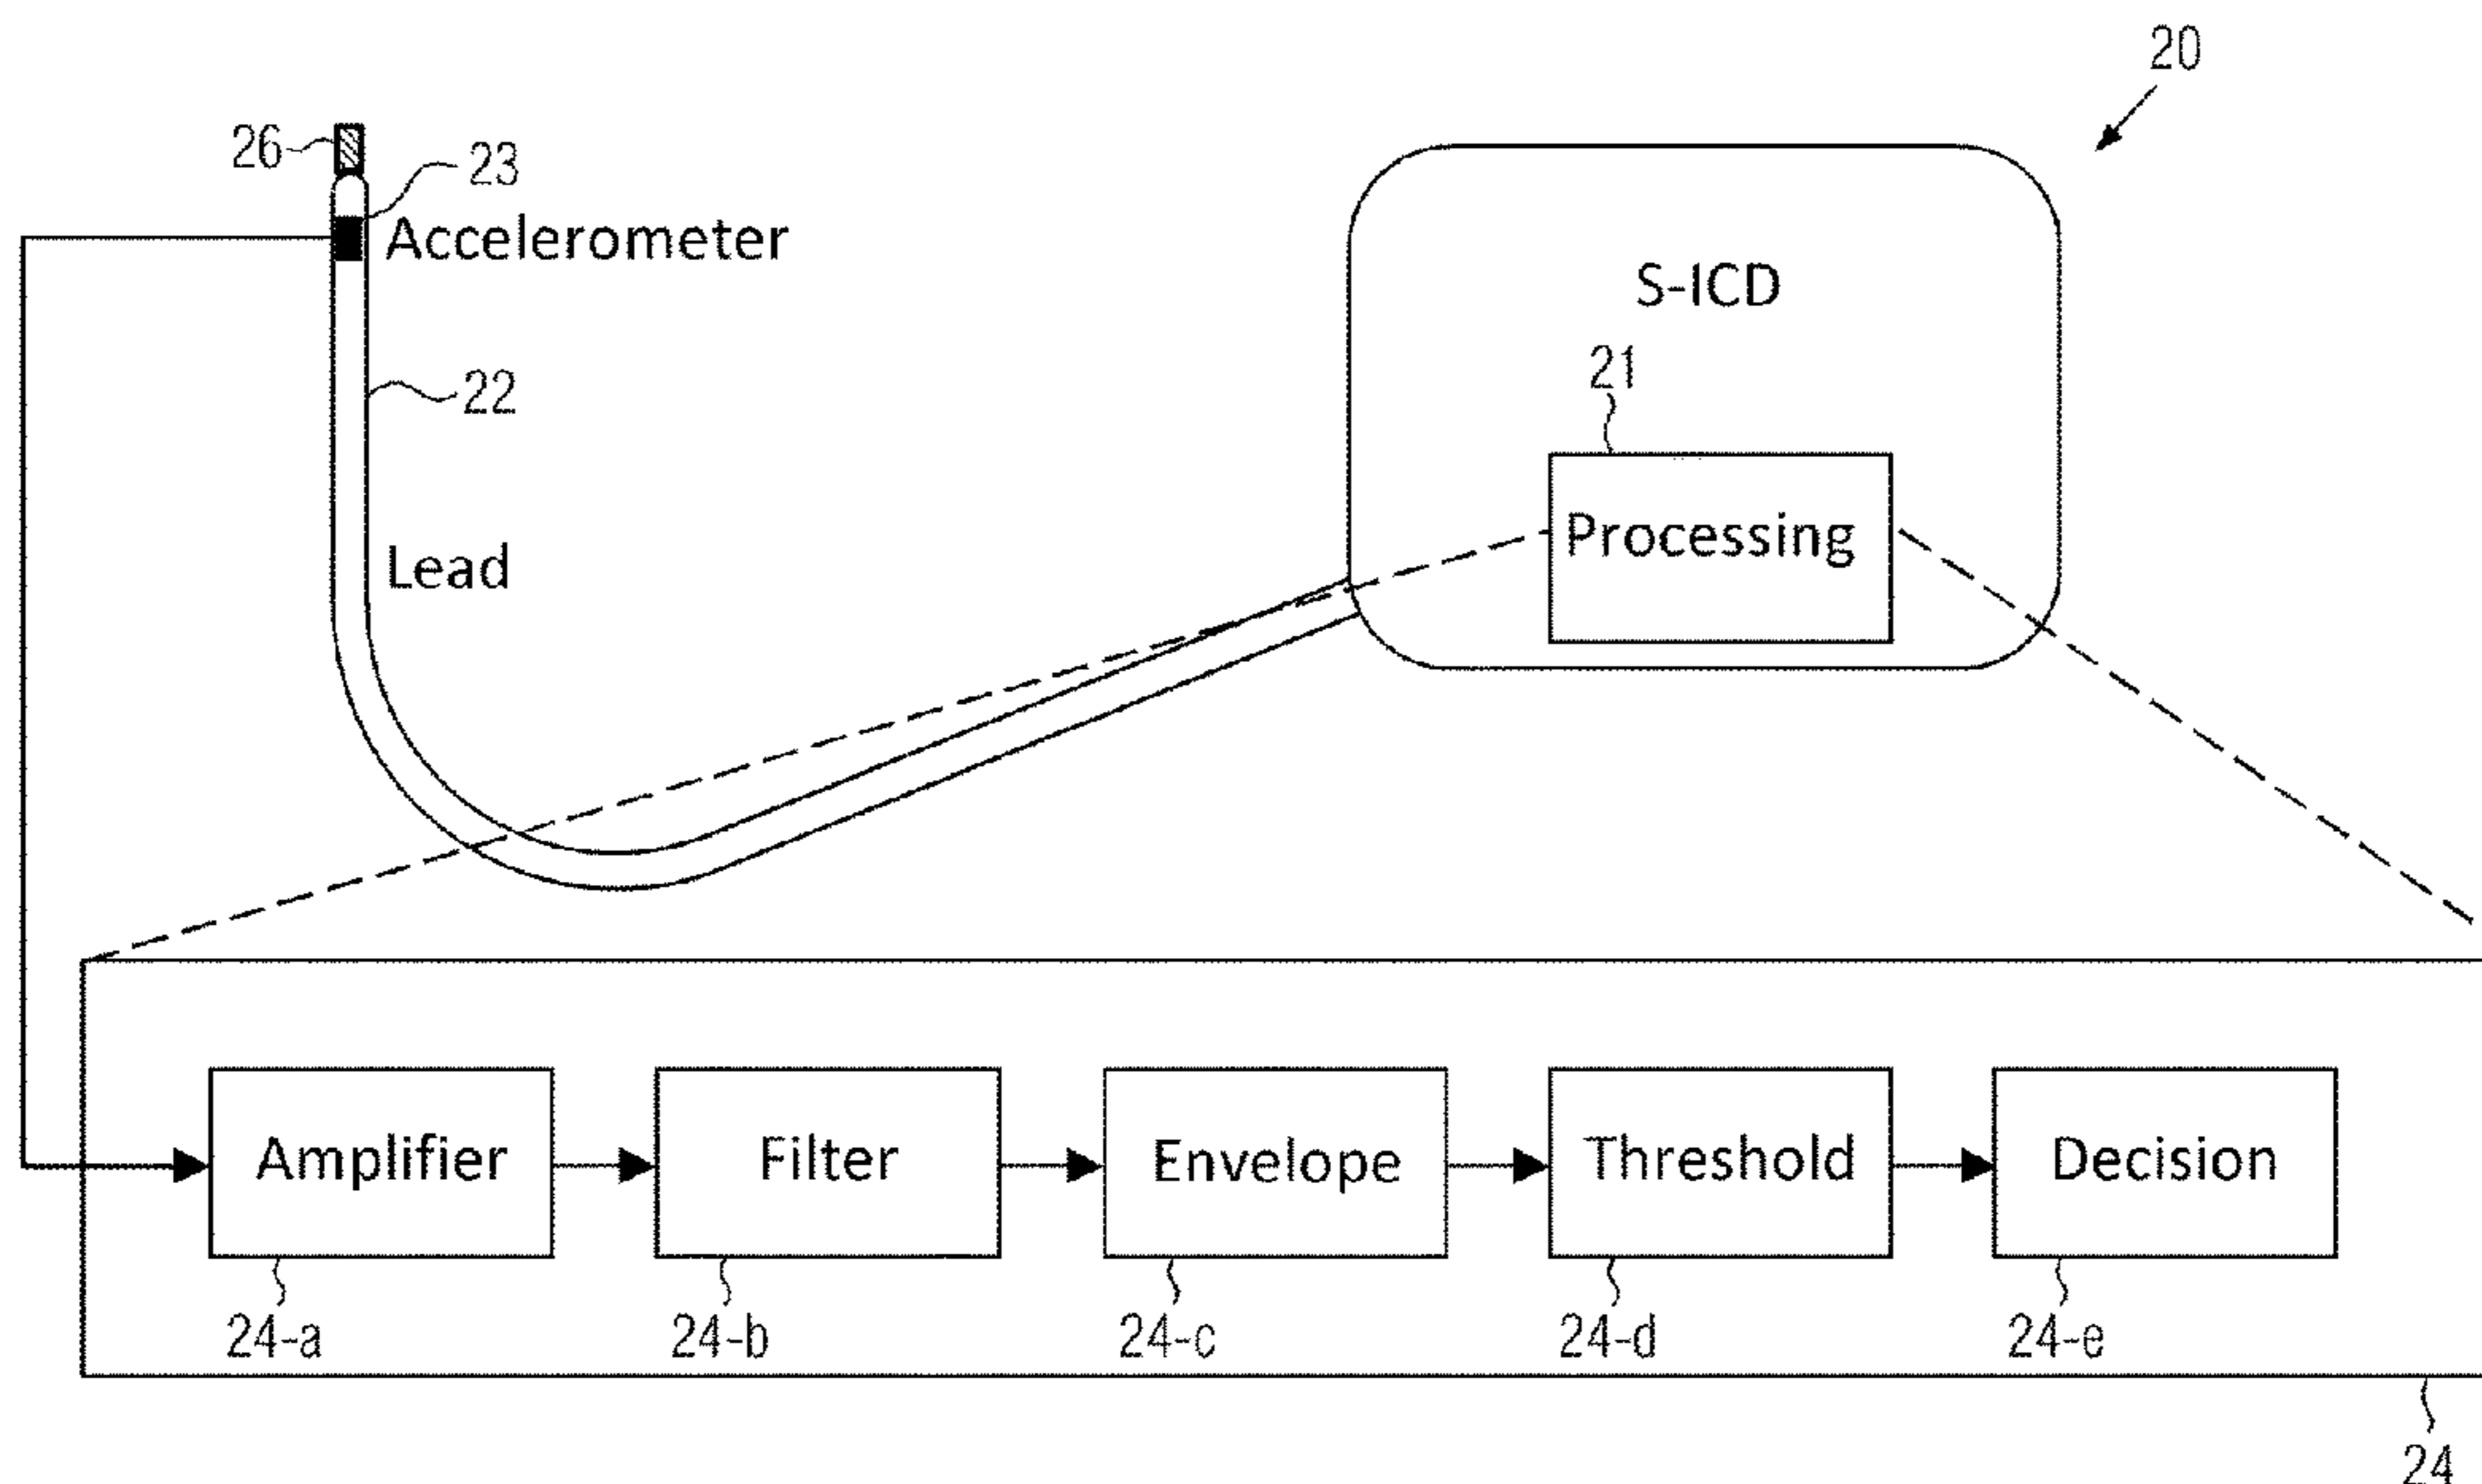 20
26
23
Accelerometer
S-ICD
21
22
Processing
Lead
Amplifier
Filter
Envelope
Threshold
Decision
24-a
24-b
24-c
24-d
24-e
24